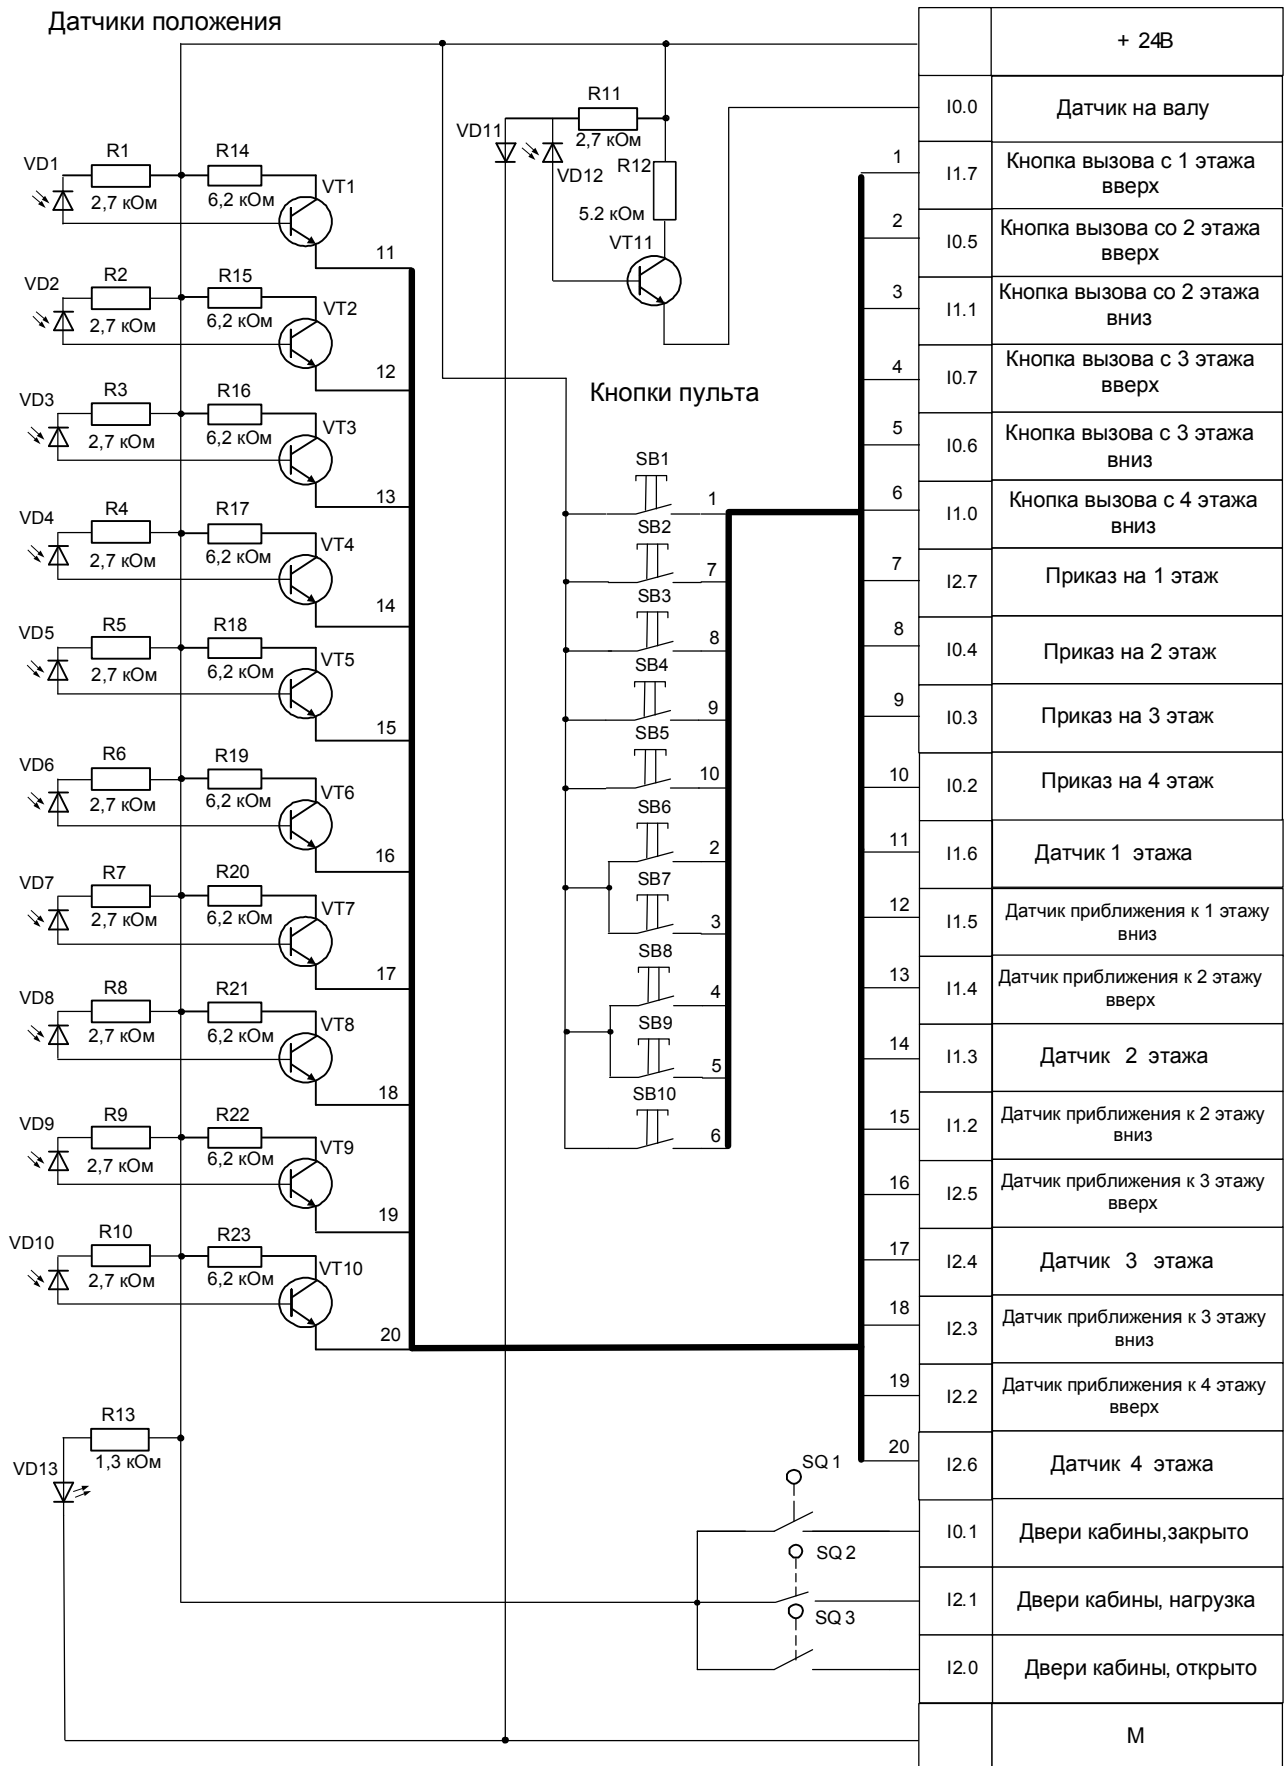 Датчики положения
VD1
R1
2,7 кОм
R14
6,2 кОм
VT1
11
VD2
R2
2,7 кОм
R15
6,2 кОм
VT2
12
VD3
R3
2,7 кОм
R16
6,2 кОм
VT3
13
VD4
R4
2,7 кОм
R17
6,2 кОм
VT4
14
VD5
R5
2,7 кОм
R18
6,2 кОм
VT5
15
VD6
R6
2,7 кОм
R19
6,2 кОм
VT6
16
VD7
R7
2,7 кОм
R20
6,2 кОм
VT7
17
VD8
R8
2,7 кОм
R21
6,2 кОм
VT8
18
VD9
R9
2,7 кОм
R22
6,2 кОм
VT9
19
VD10
R10
2,7 кОм
R23
6,2 кОм
VT10
20
R13
1,3 кОм
VD13
R11
2,7 кОм
VD11
VD12
R12
5.2 кОм
VT11
Кнопки пульта
SB1
1
SB2
7
SB3
8
SB4
9
SB5
10
SB6
2
SB7
3
SB8
4
SB9
5
SB10
6
SQ 1
SQ 2
SQ 3
+ 24В
I0.0 Датчик на валу
1 I1.7 Кнопка вызова с 1 этажа
вверх
2 I0.5 Кнопка вызова со 2 этажа
вверх
3 I1.1 Кнопка вызова со 2 этажа
вниз
4 I0.7 Кнопка вызова с 3 этажа
вверх
5 I0.6 Кнопка вызова с 3 этажа
вниз
6 I1.0 Кнопка вызова с 4 этажа
вниз
7 I2.7 Приказ на 1 этаж
8 I0.4 Приказ на 2 этаж
9 I0.3 Приказ на 3 этаж
10 I0.2 Приказ на 4 этаж
11 I1.6 Датчик 1 этажа
12 I1.5 Датчик приближения к 1 этажу
вниз
13 I1.4 Датчик приближения к 2 этажу
вверх
14 I1.3 Датчик 2 этажа
15 I1.2 Датчик приближения к 2 этажу
вниз
16 I2.5 Датчик приближения к 3 этажу
вверх
17 I2.4 Датчик 3 этажа
18 I2.3 Датчик приближения к 3 этажу
вниз
19 I2.2 Датчик приближения к 4 этажу
вверх
20 I2.6 Датчик 4 этажа
I0.1 Двери кабины,закрыто
I2.1 Двери кабины, нагрузка
I2.0 Двери кабины, открыто
М